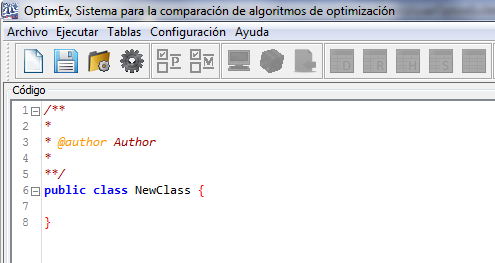 OptimEx, Sistema para la comparación de algoritmos de optimización
Archivo Ejecutar Tablas Configuración Ayuda
P M D R H S
Código
1 /**
2 *
3 * @author Author
4 *
5 **/
6 public class NewClass {
7
8 }